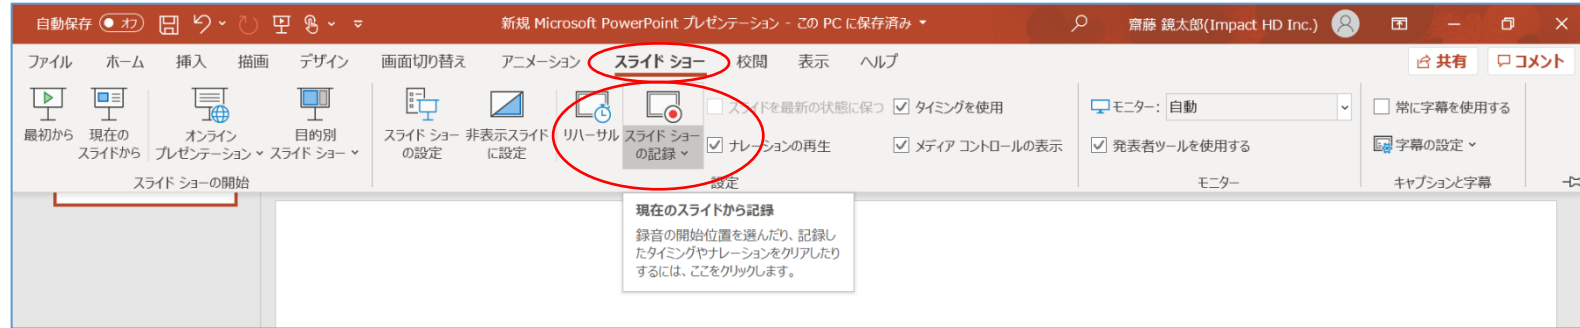 自動保存 オフ 新規 Microsoft PowerPoint プレゼンテーション - この PC に保存済み 齋藤 鏡太郎(Impact HD Inc.)
ファイル ホーム 挿入 描画 デザイン 画面切り替え アニメーション スライド ショー 校閲 表示 ヘルプ 共有 コメント
最初から 現在の スライドから オンライン プレゼンテーション 目的別 スライド ショー スライド ショー の設定 非表示スライド に設定 リハーサル スライド ショー の記録
スライドを最新の状態に保つ タイミングを使用 モニター: 自動 常に字幕を使用する
ナレーションの再生 メディア コントロールの表示 発表者ツールを使用する 字幕の設定
スライド ショーの開始 設定 モニター キャプションと字幕
現在のスライドから記録
録音の開始位置を選んだり、記録し
たタイミングやナレーションをクリアしたり
するには、ここをクリックします。